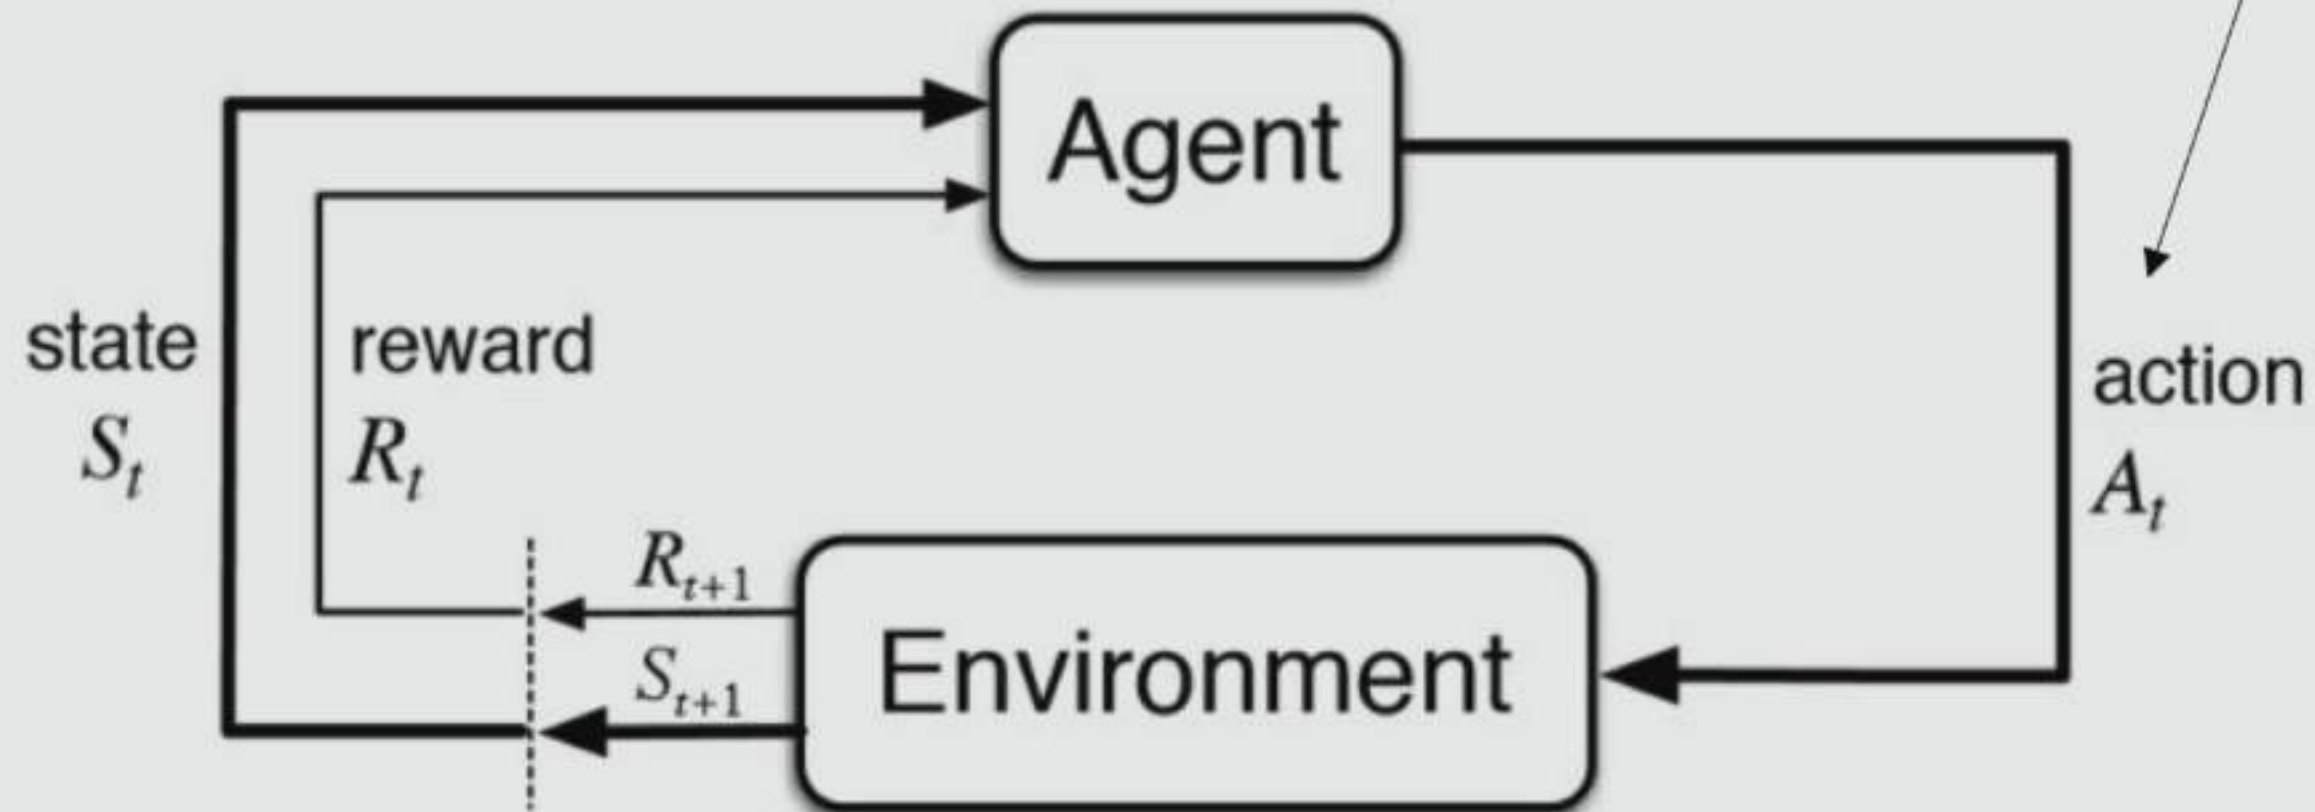 Agent
state
reward
action
S_t
R_t
A_t
R_{t+1}
S_{t+1}
Environment